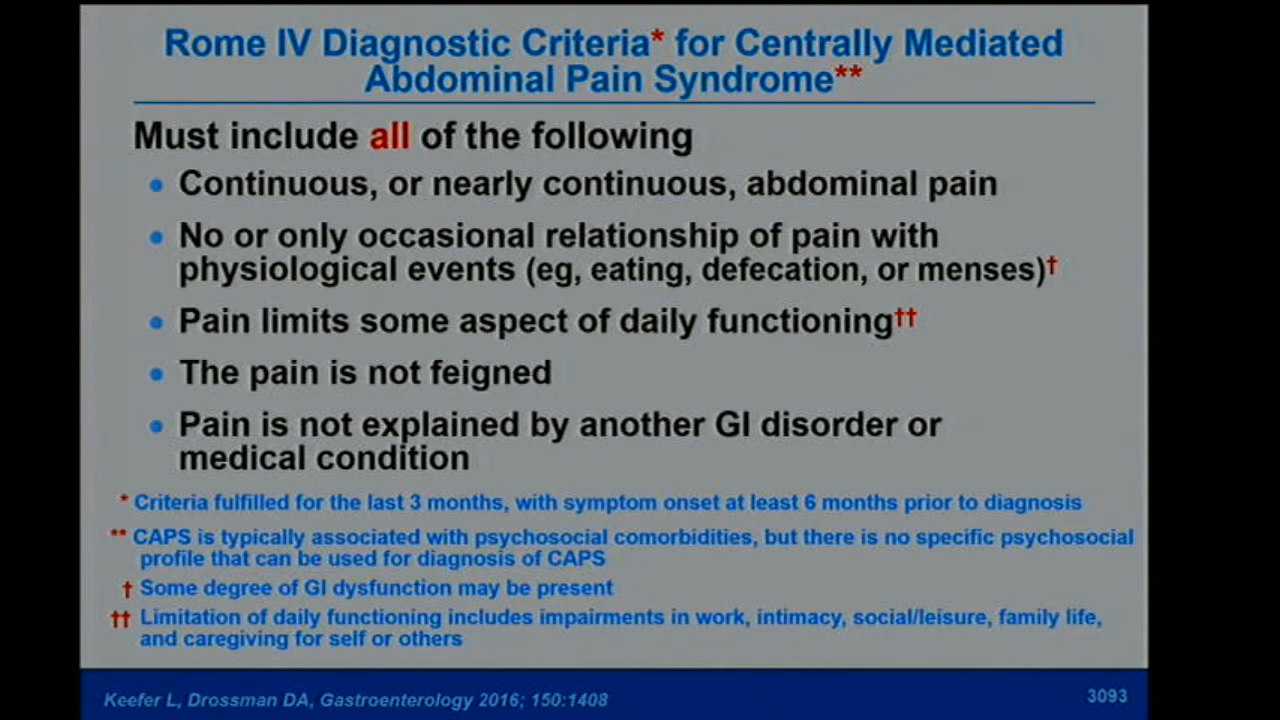 Rome IV Diagnostic Criteria* for Centrally Mediated
Abdominal Pain Syndrome**
Must include all of the following
• Continuous, or nearly continuous, abdominal pain
• No or only occasional relationship of pain with
physiological events (eg, eating, defecation, or menses)†
• Pain limits some aspect of daily functioning††
• The pain is not feigned
• Pain is not explained by another GI disorder or
medical condition
* Criteria fulfilled for the last 3 months, with symptom onset at least 6 months prior to diagnosis
** CAPS is typically associated with psychosocial comorbidities, but there is no specific psychosocial
profile that can be used for diagnosis of CAPS
† Some degree of GI dysfunction may be present
†† Limitation of daily functioning includes impairments in work, intimacy, social/leisure, family life,
and caregiving for self or others
Keefer L, Drossman DA, Gastroenterology 2016; 150:1408
3093